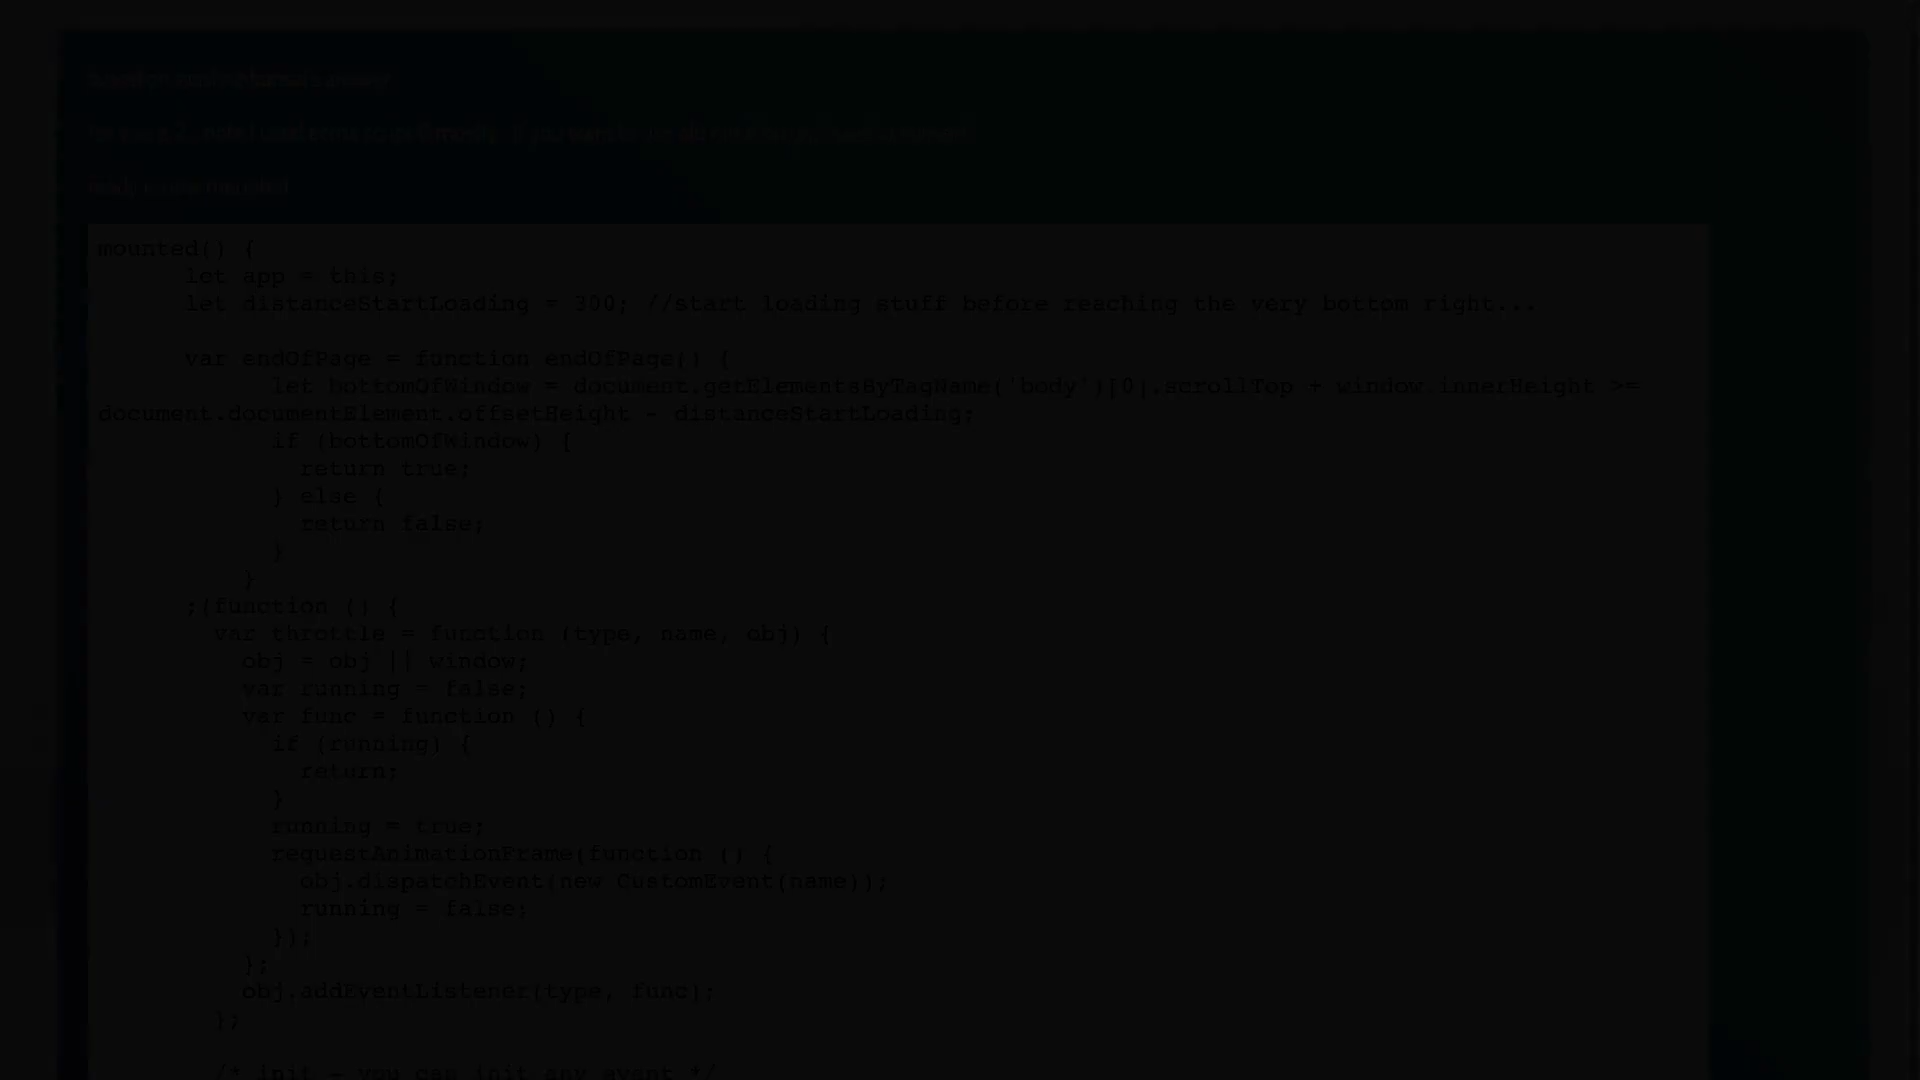 mounted() {
let app = this;
let distanceStartLoading = 300; //start loading stuff before reaching the very bottom right...
var endOfPage = function endOfPage() {
let bottomOfWindow = document.getElementsByTagName('body')[0].scrollTop + window.innerHeight >=
document.documentElement.offsetHeight - distanceStartLoading;
if (bottomOfWindow) {
return true;
} else {
return false;
}
}
;(function () {
var throttle = function (type, name, obj) {
obj = obj || window;
var running = false;
var func = function () {
if (running) {
return;
}
running = true;
requestAnimationFrame(function () {
obj.dispatchEvent(new CustomEvent(name));
running = false;
});
};
obj.addEventListener(type, func);
};
/* init - you can init any event */